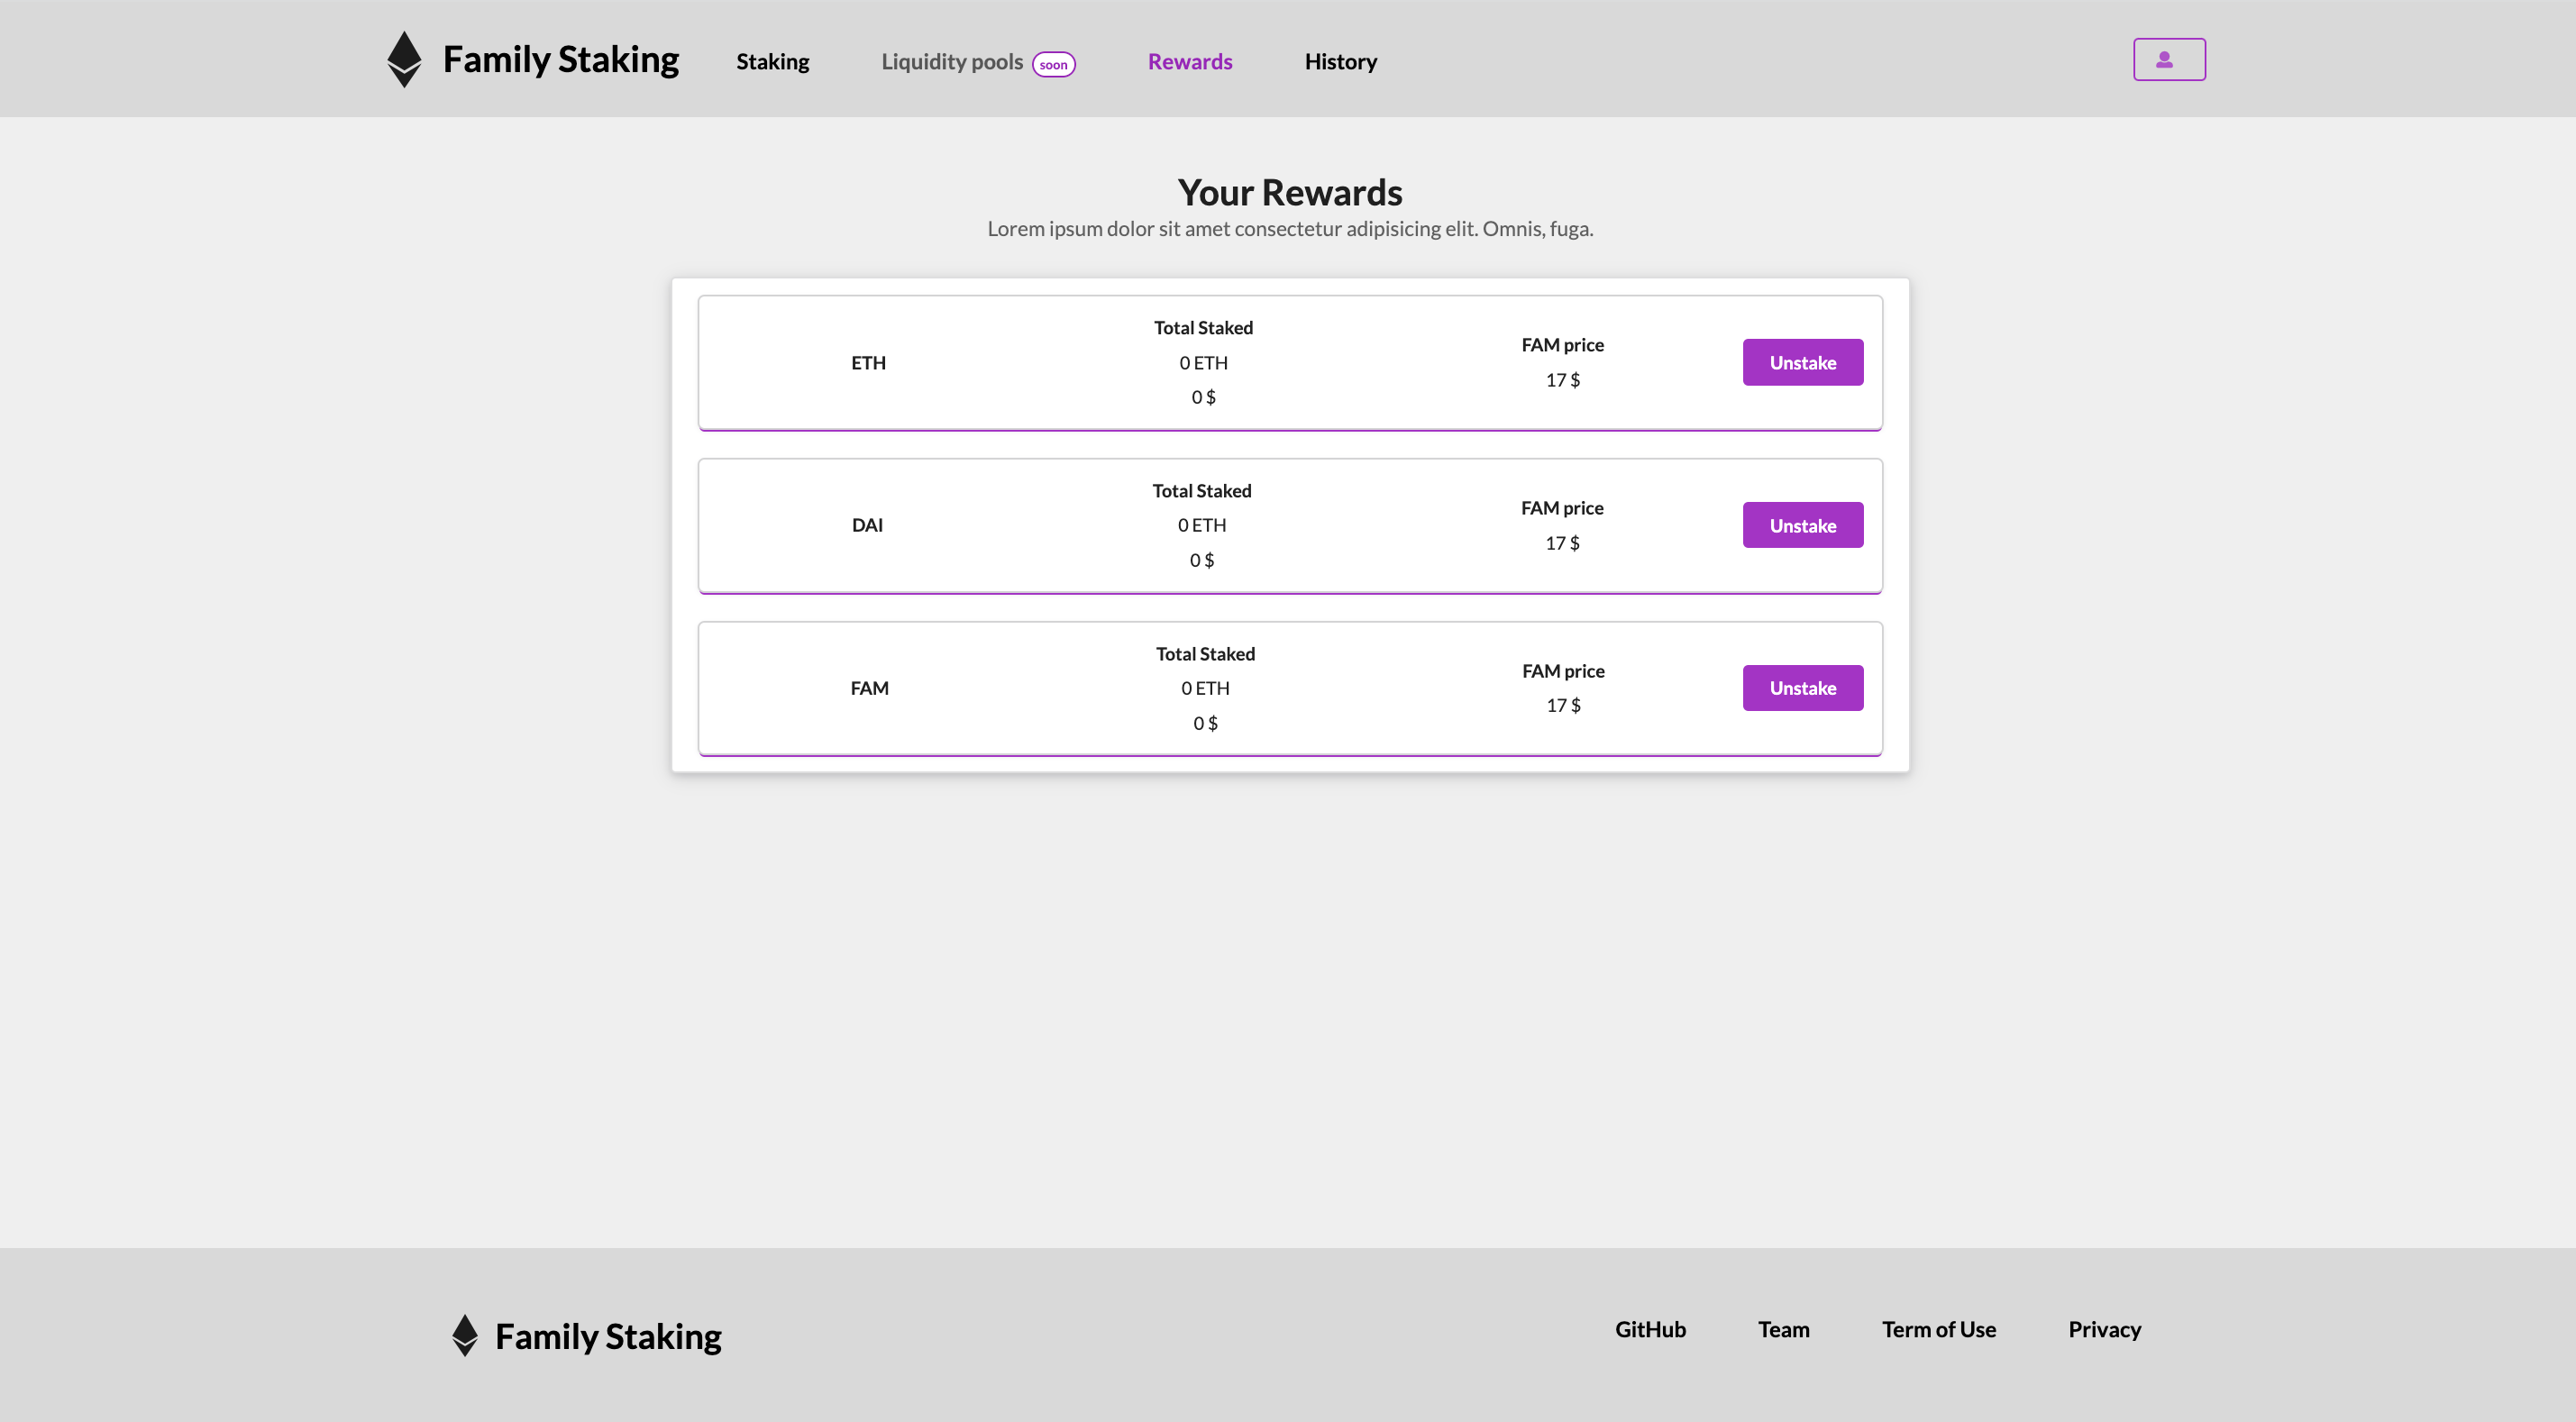 Family Staking
Staking
Liquidity pools soon
Rewards
History
Your Rewards
Lorem ipsum dolor sit amet consectetur adipisicing elit. Omnis, fuga.
ETH
Total Staked
0 ETH
0 $
FAM price
17 $
Unstake
DAI
Total Staked
0 ETH
0 $
FAM price
17 $
Unstake
FAM
Total Staked
0 ETH
0 $
FAM price
17 $
Unstake
Family Staking
GitHub
Team
Term of Use
Privacy